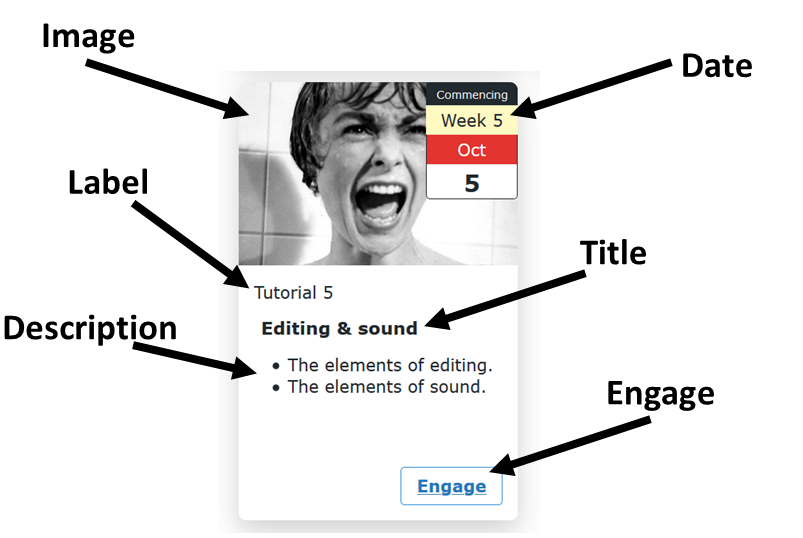 Image
Date
Commencing
Week 5
Oct
5
Label
Title
Tutorial 5
Description
Editing & sound
• The elements of editing.
• The elements of sound.
Engage
Engage